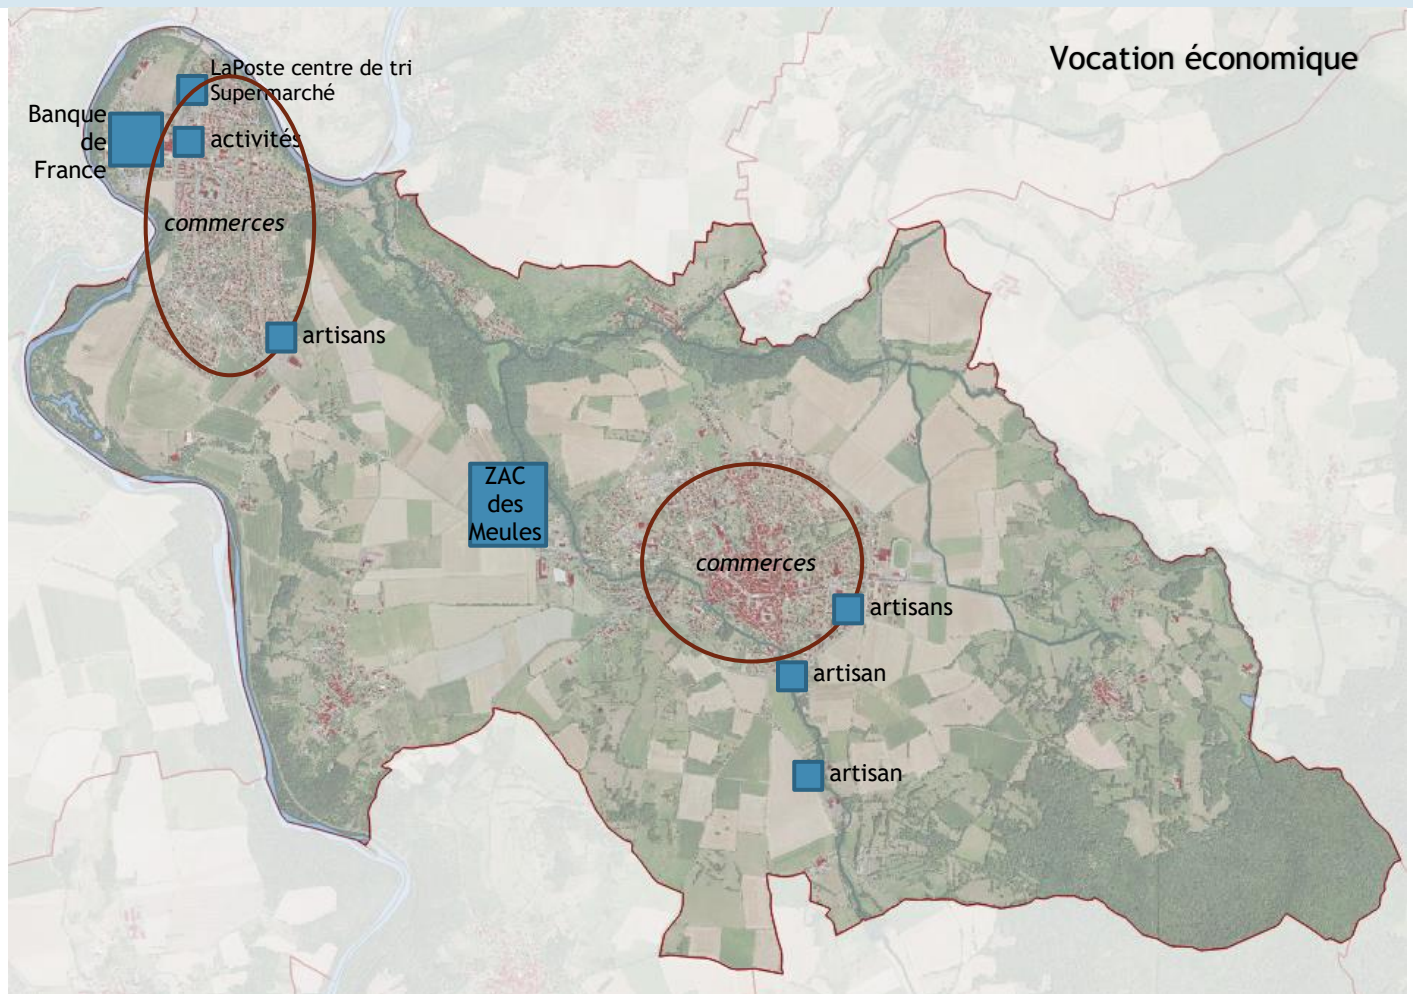 Vocation économique
LaPoste centre de tri
Supermarché
Banque
de
France
activités
commerces
artisans
ZAC
des
Meules
commerces
artisans
artisan
artisan